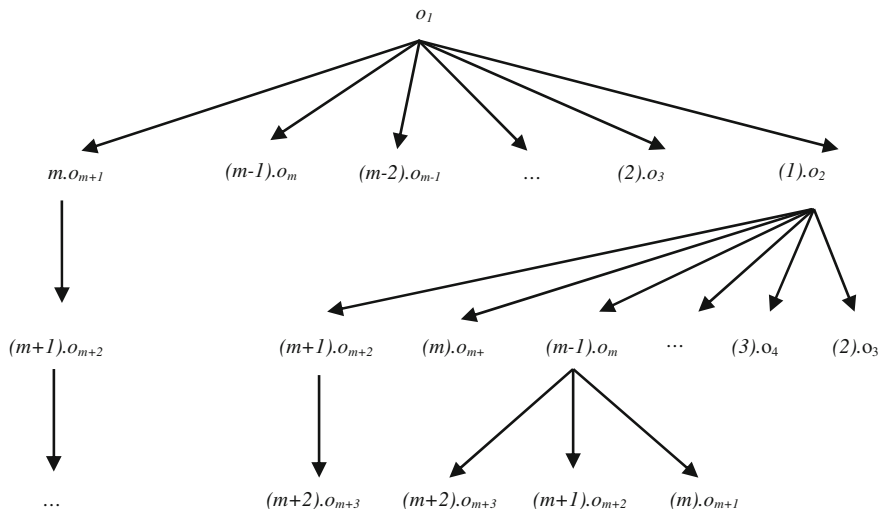 o₁
m.oₘ₊₁ (m-1).oₘ (m-2).oₘ₋₁ ... (2).o₃ (1).o₂
(m+1).oₘ₊₂ (m+1).oₘ₊₂ (m).oₘ₊ (m-1).oₘ ... (3).o₄ (2).o₃
... (m+2).oₘ₊₃ (m+2).oₘ₊₃ (m+1).oₘ₊₂ (m).oₘ₊₁